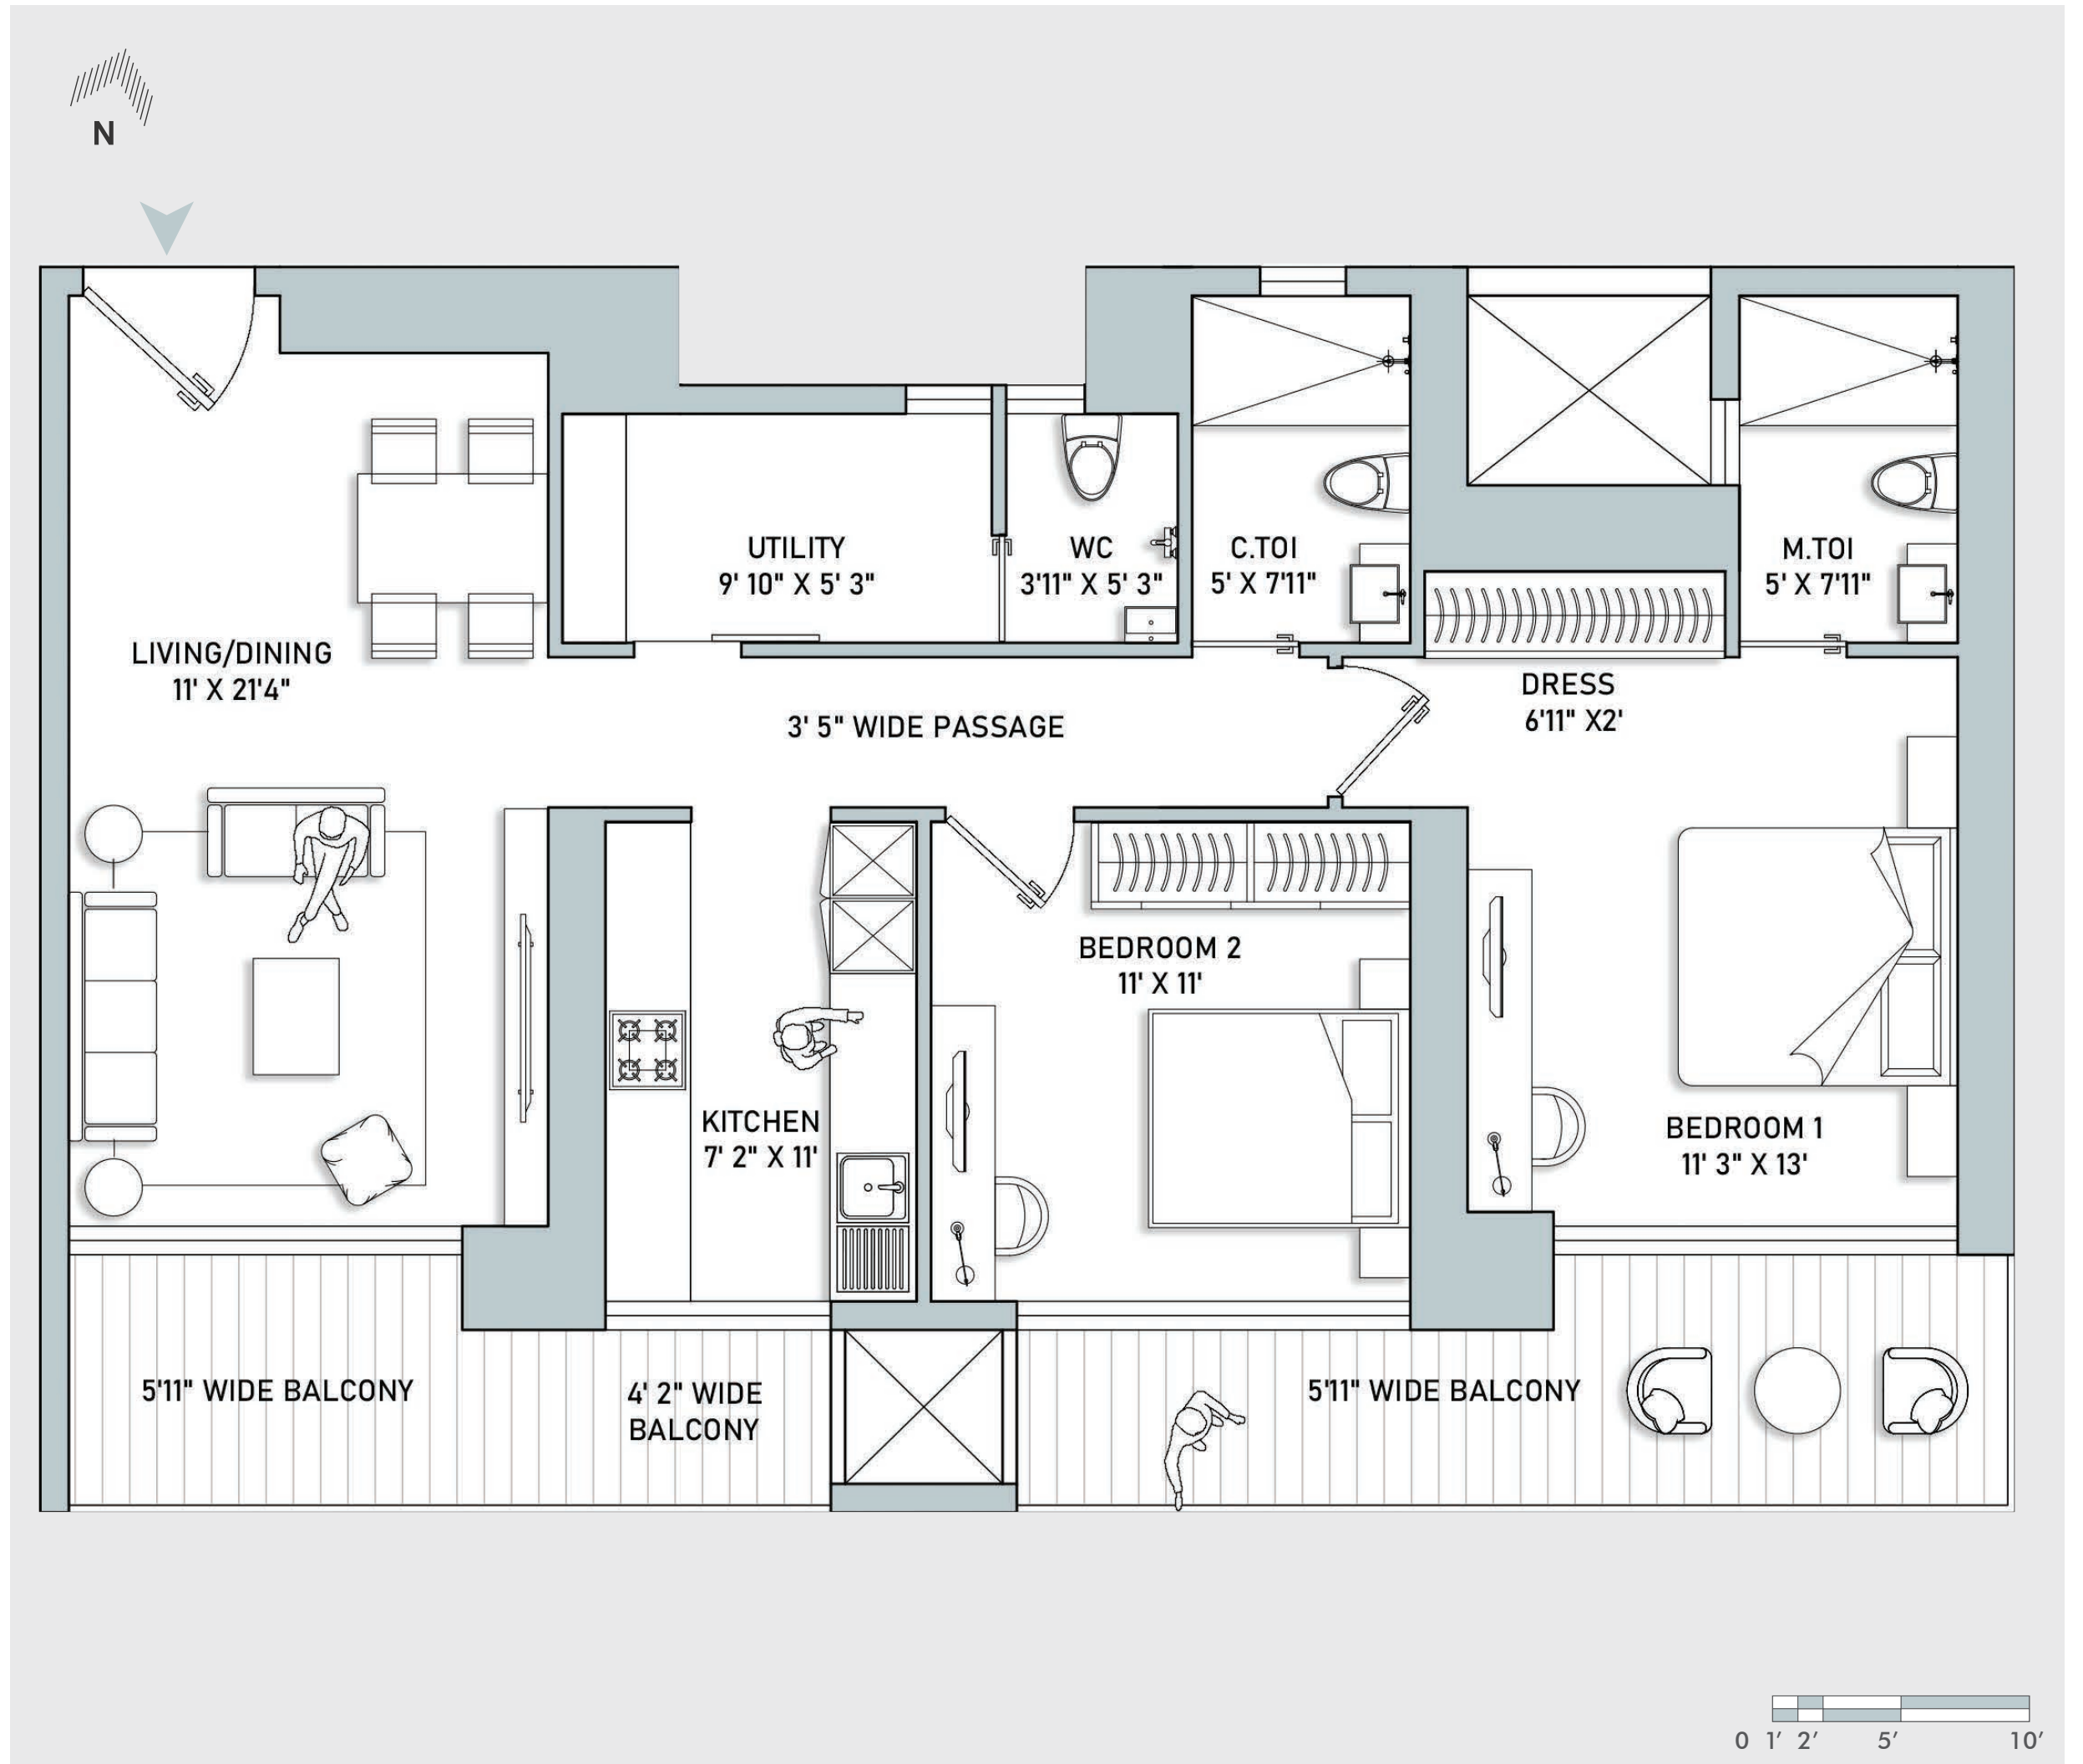 N
UTILITY
9' 10" X 5' 3"
WC
3'11" X 5' 3"
C.TOI
5' X 7'11"
M.TOI
5' X 7'11"
LIVING/DINING
11' X 21'4"
DRESS
6'11" X2'
3' 5" WIDE PASSAGE
BEDROOM 2
11' X 11'
KITCHEN
7' 2" X 11'
BEDROOM 1
11' 3" X 13'
5'11" WIDE BALCONY
4' 2" WIDE
BALCONY
5'11" WIDE BALCONY
0 1' 2' 5' 10'